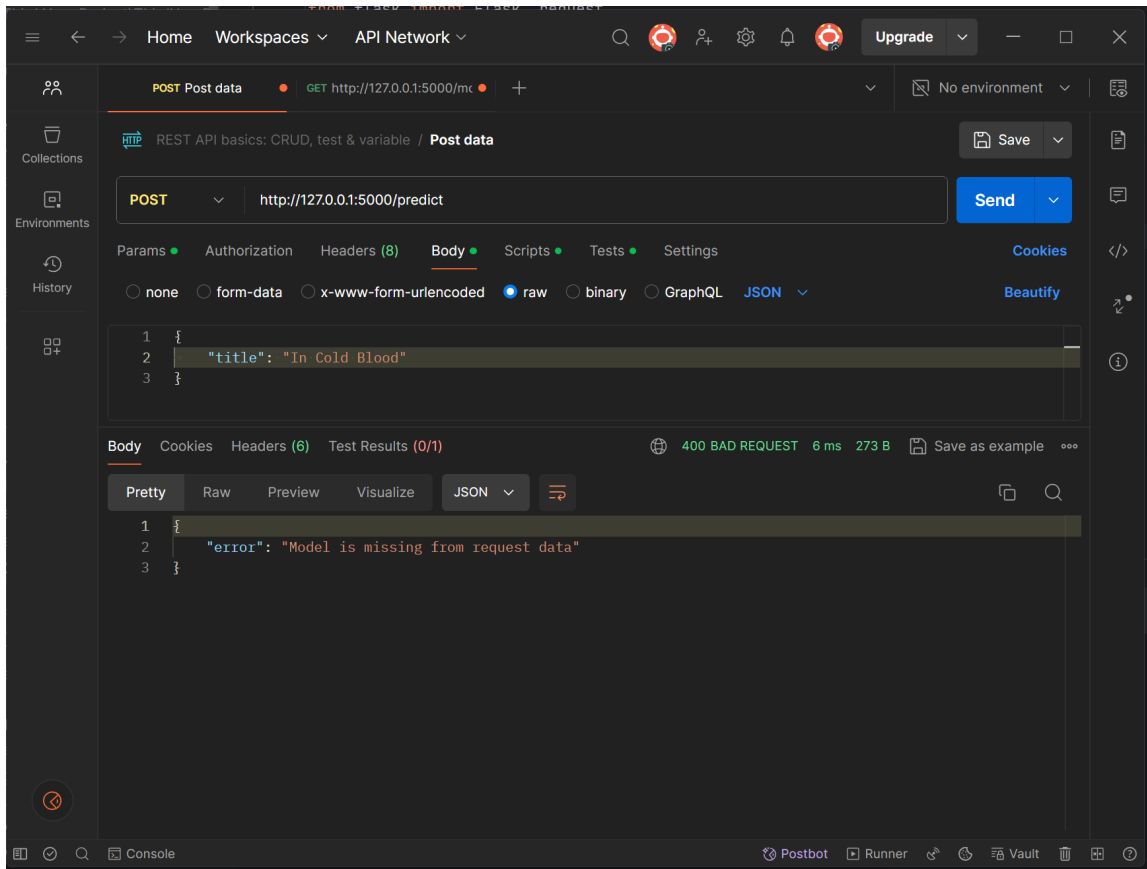 from flask import Flask, request
Home Workspaces API Network Upgrade
POST Post data GET http://127.0.0.1:5000/mc No environment
REST API basics: CRUD, test & variable / Post data Save
Collections
POST http://127.0.0.1:5000/predict Send
Environments
Params Authorization Headers (8) Body Scripts Tests Settings Cookies
History
none form-data x-www-form-urlencoded raw binary GraphQL JSON Beautify
1 {
2 "title": "In Cold Blood"
3 }
Body Cookies Headers (6) Test Results (0/1) 400 BAD REQUEST 6 ms 273 B Save as example
Pretty Raw Preview Visualize JSON
1 {
2 "error": "Model is missing from request data"
3 }
Console Postbot Runner Vault